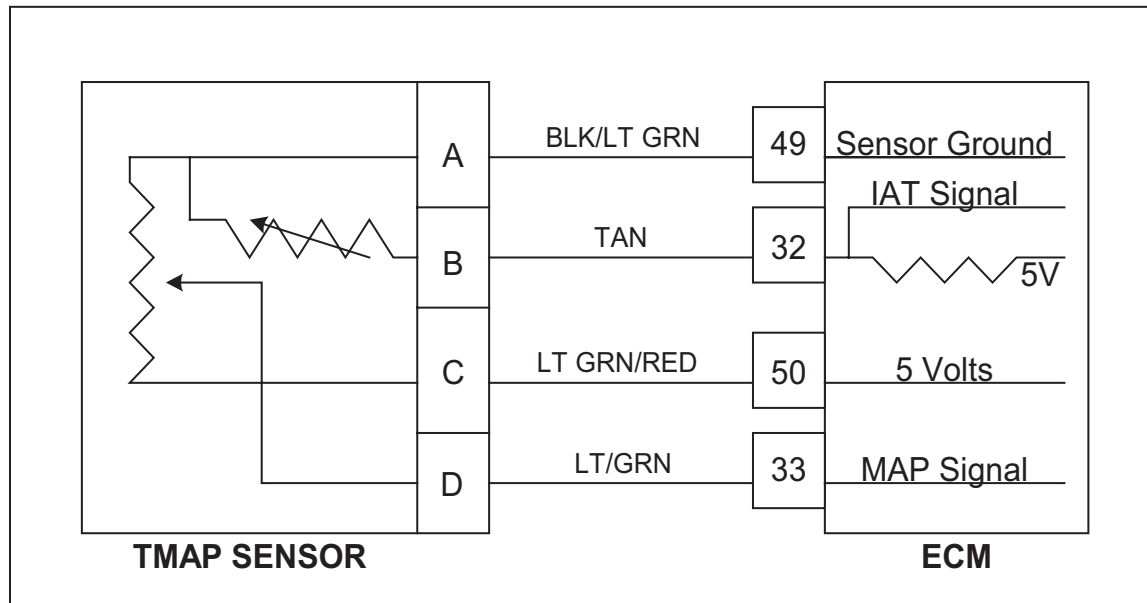 A
BLK/LT GRN
49
Sensor Ground
IAT Signal
B
TAN
32
5V
C
LT GRN/RED
50
5 Volts
D
LT/GRN
33
MAP Signal
TMAP SENSOR
ECM